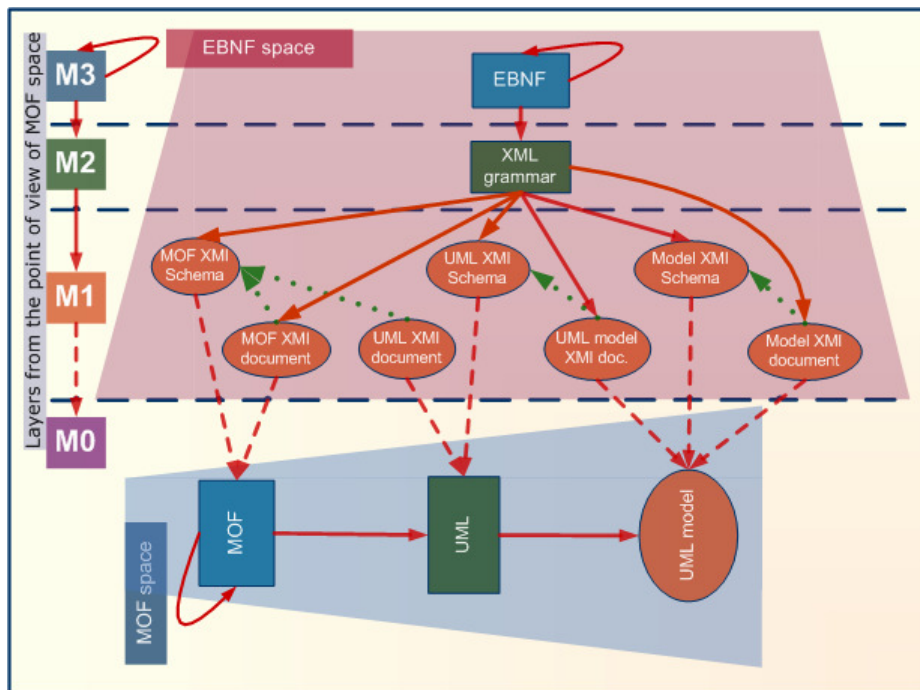 Layers from the point of view of MOF space
M3
EBNF space
EBNF
M2
XML
grammar
M1
MOF XMI
Schema
UML XMI
Schema
Model XMI
Schema
MOF XMI
document
UML XMI
document
UML model
XMI doc.
Model XMI
document
M0
MOF space
MOF
UML
UML model